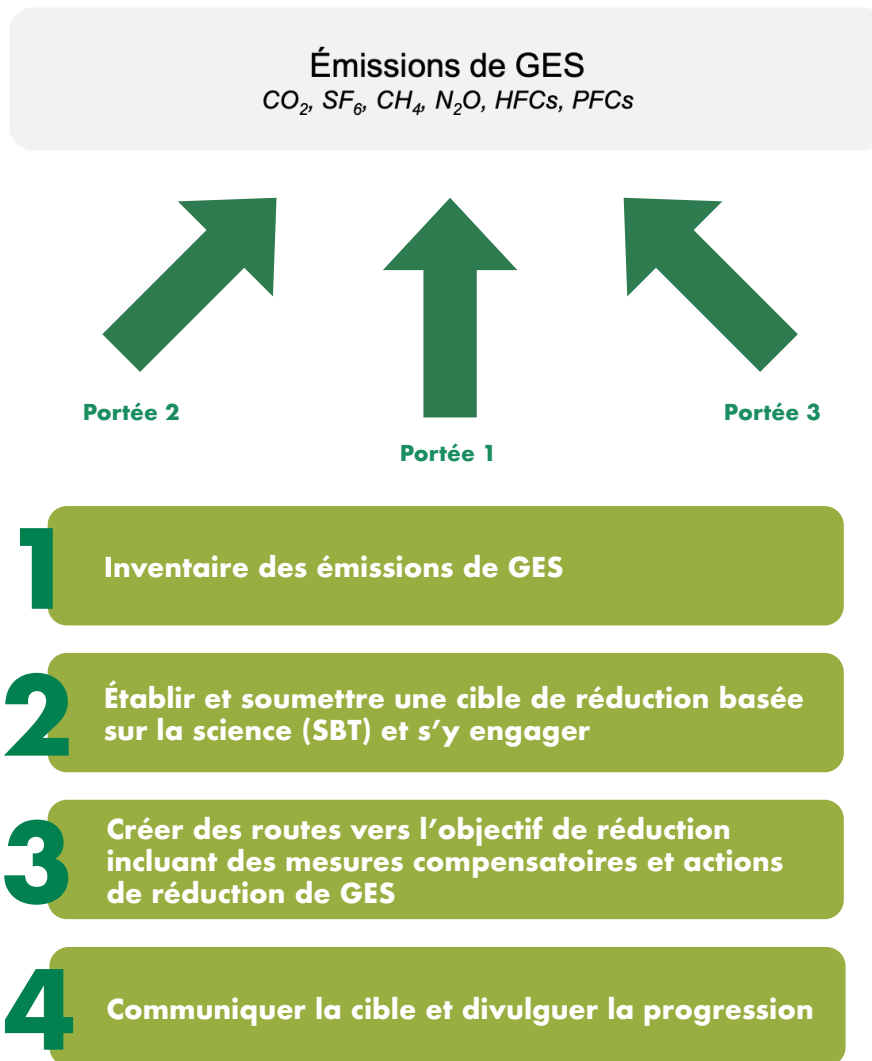 Émissions de GES
CO₂, SF₆, CH₄, N₂O, HFCs, PFCs
Portée 2
Portée 3
Portée 1
1
Inventaire des émissions de GES
2
Établir et soumettre une cible de réduction basée
sur la science (SBT) et s’y engager
3
Créer des routes vers l’objectif de réduction
incluant des mesures compensatoires et actions
de réduction de GES
4
Communiquer la cible et divulguer la progression